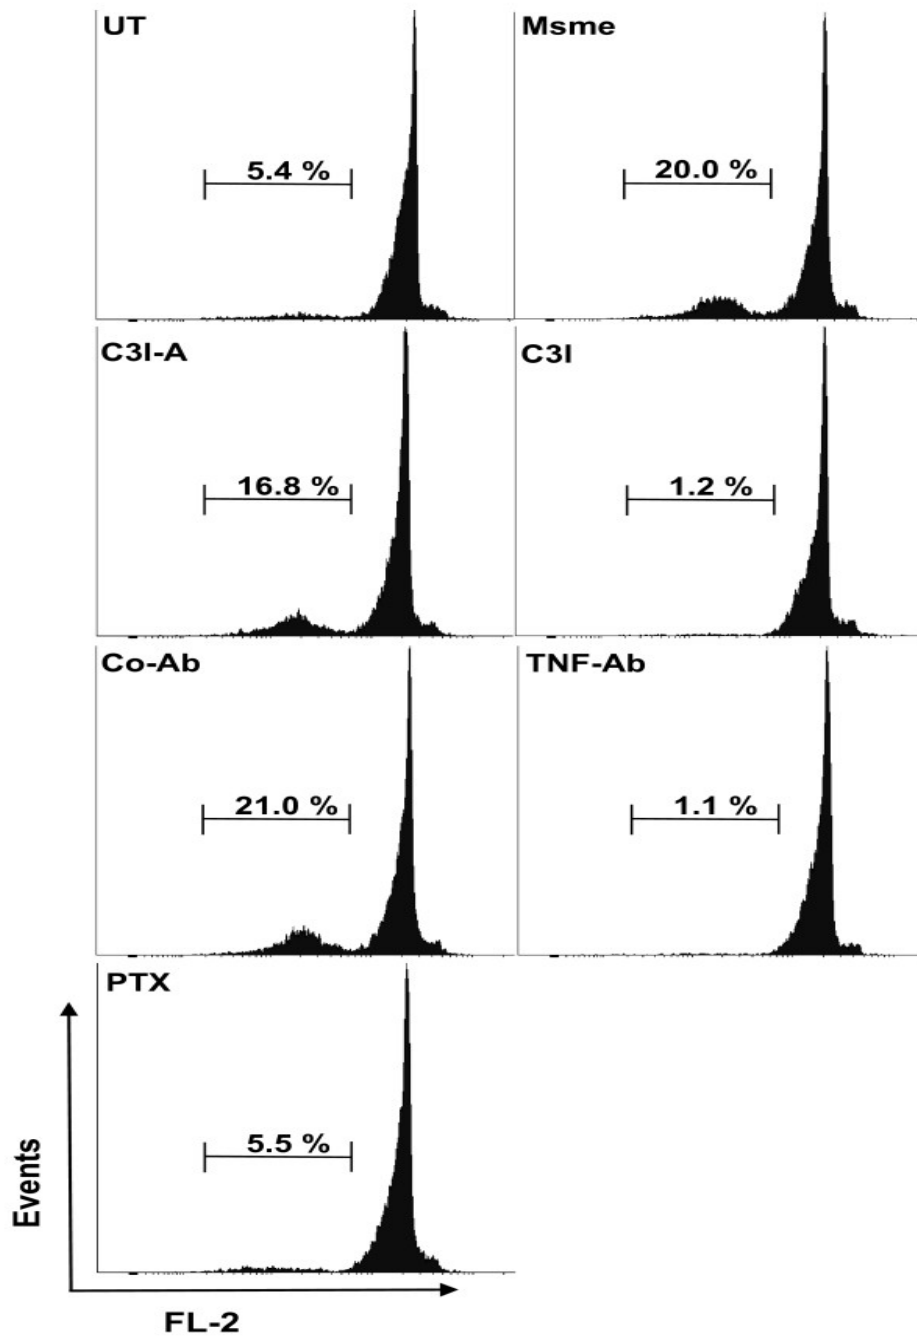 UT
5.4 %
Msme
20.0 %
C3I-A
16.8 %
C3I
1.2 %
Co-Ab
21.0 %
TNF-Ab
1.1 %
PTX
5.5 %
Events
FL-2